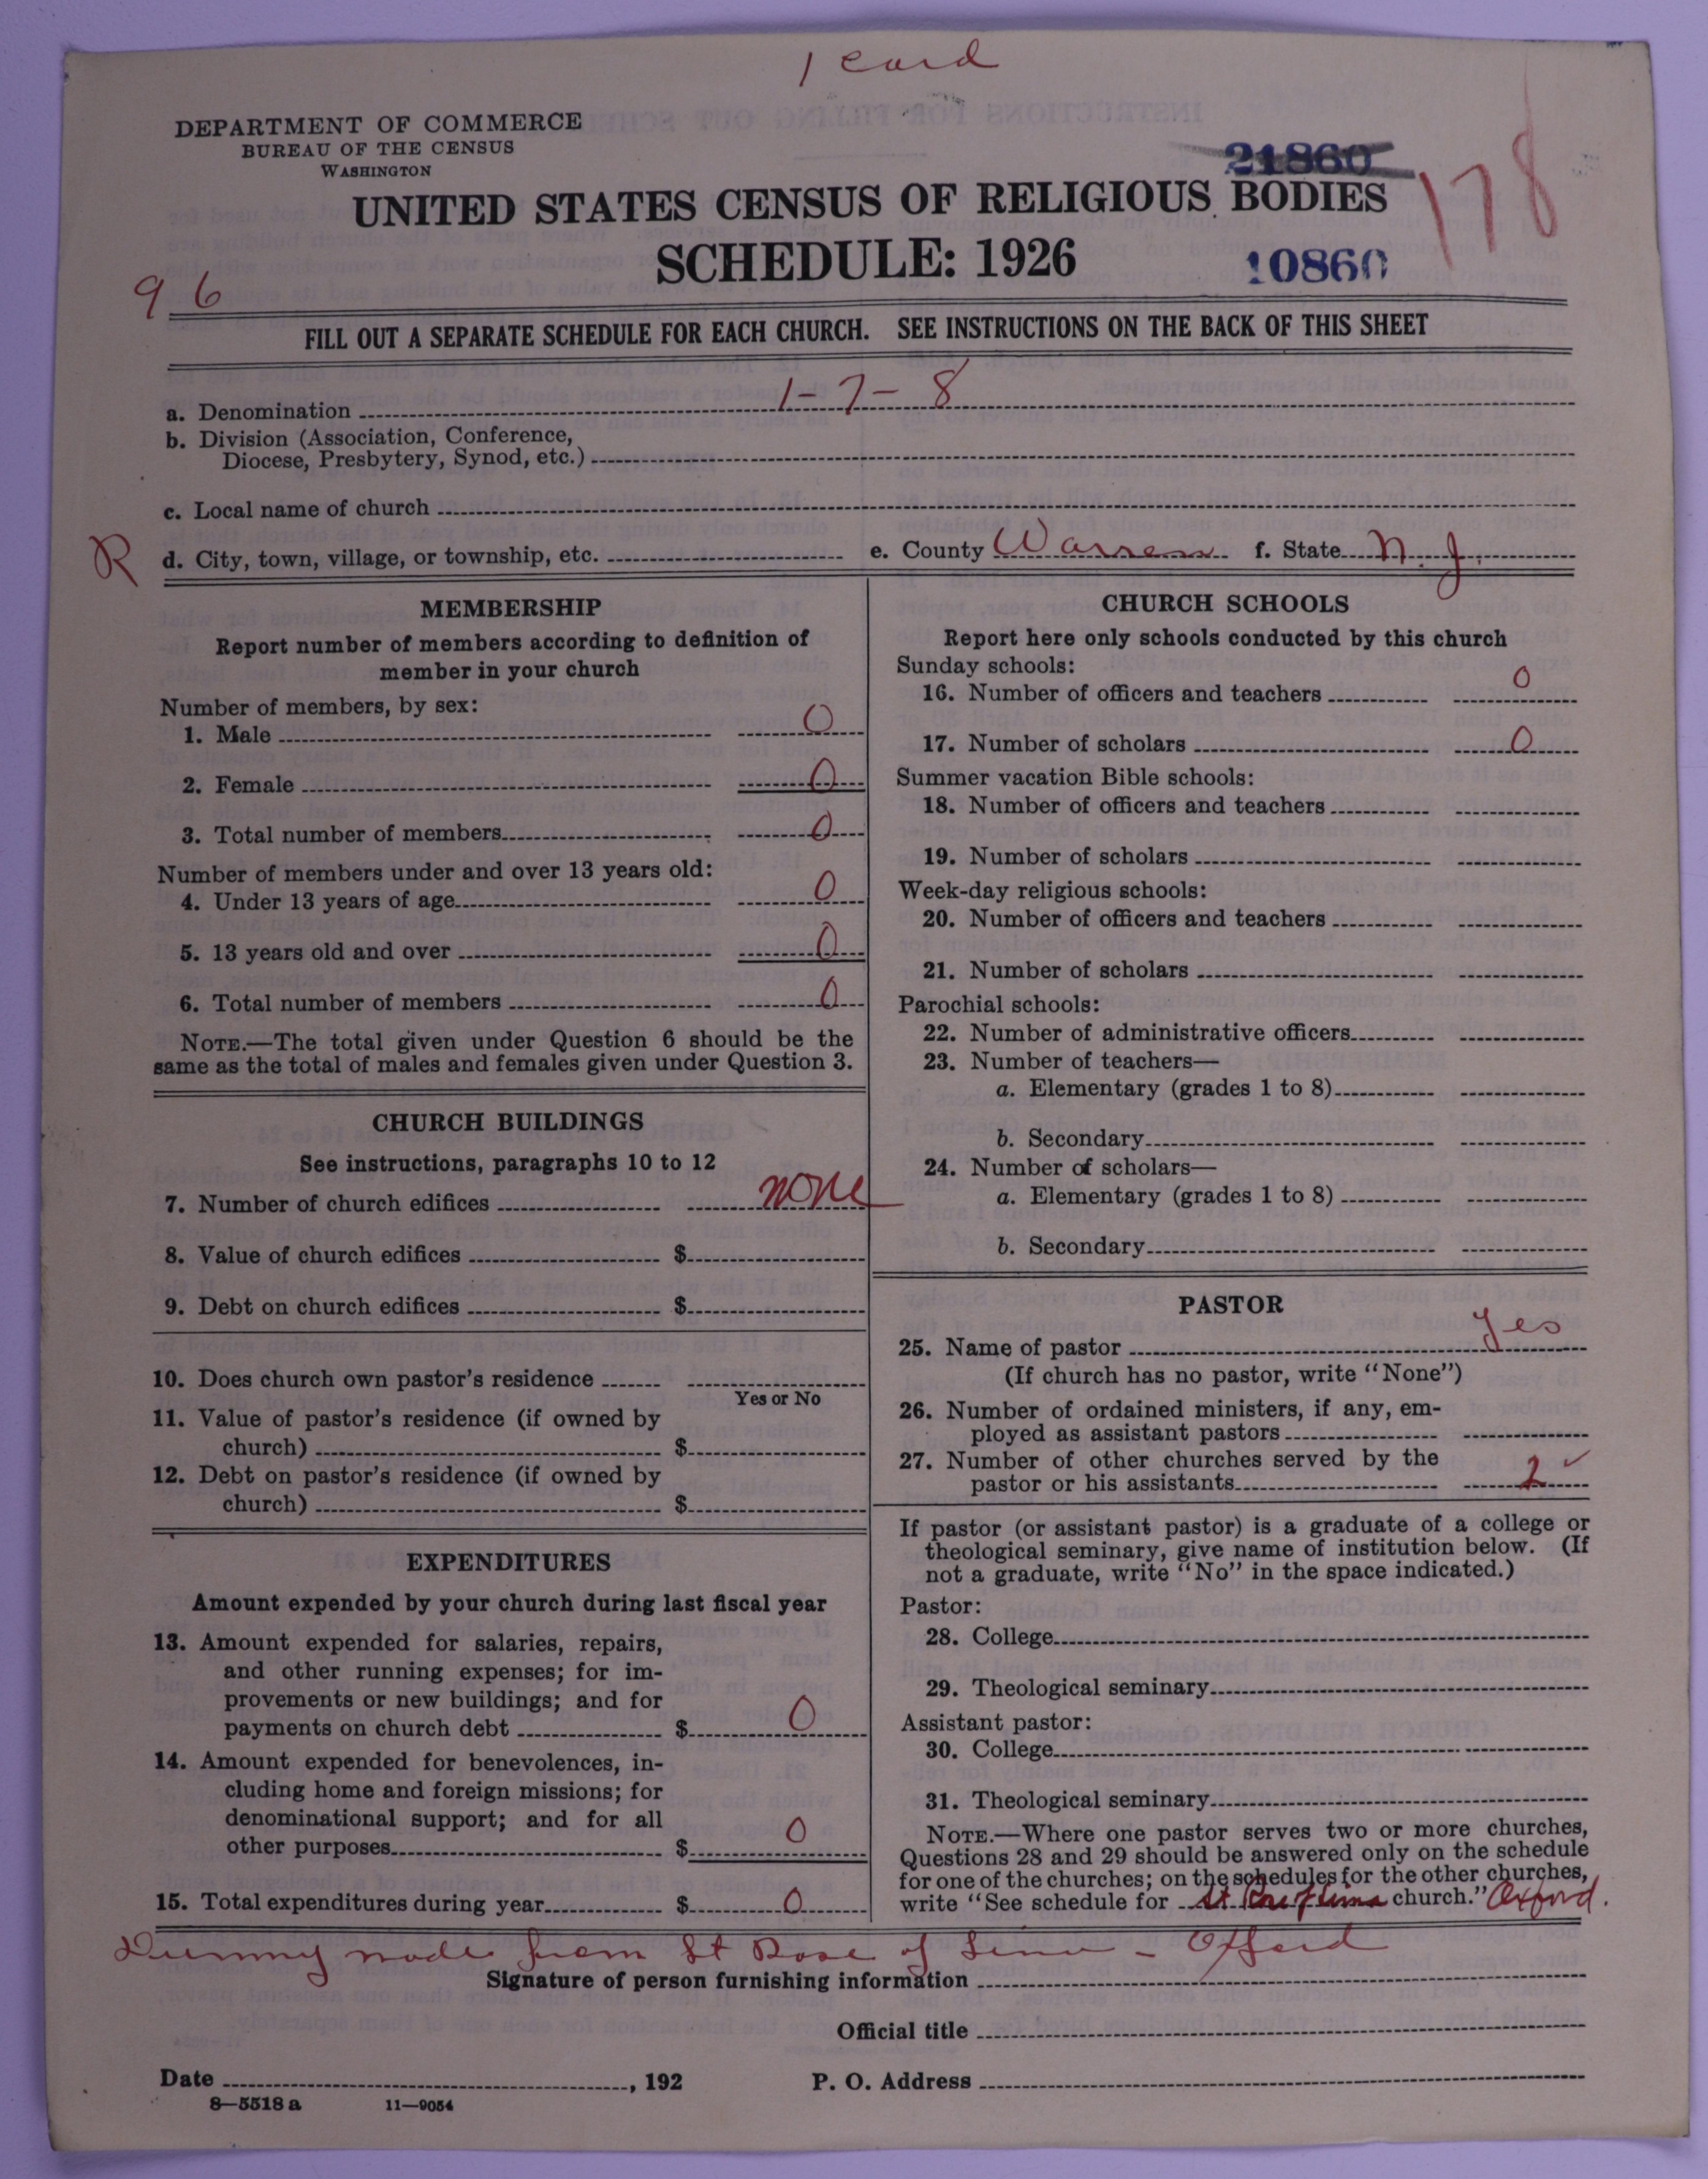 1 card
DEPARTMENT OF COMMERCE
BUREAU OF THE CENSUS
WASHINGTON
21860
178
UNITED STATES CENSUS OF RELIGIOUS BODIES
SCHEDULE: 1926
10860
96
FILL OUT A SEPARATE SCHEDULE FOR EACH CHURCH. SEE INSTRUCTIONS ON THE BACK OF THIS SHEET
a. Denomination 1-7-8
b. Division (Association, Conference,
Diocese, Presbytery, Synod, etc.)
c. Local name of church
R
d. City, town, village, or township, etc. e. County Warren f. State N.J.
MEMBERSHIP
Report number of members according to definition of
member in your church
Number of members, by sex:
1. Male 0
2. Female 0
3. Total number of members 0
Number of members under and over 13 years old:
4. Under 13 years of age 0
5. 13 years old and over 0
6. Total number of members 0
NOTE.—The total given under Question 6 should be the
same as the total of males and females given under Question 3.
CHURCH BUILDINGS
See instructions, paragraphs 10 to 12
7. Number of church edifices none
8. Value of church edifices $
9. Debt on church edifices $
10. Does church own pastor's residence
Yes or No
11. Value of pastor's residence (if owned by
church) $
12. Debt on pastor's residence (if owned by
church) $
EXPENDITURES
Amount expended by your church during last fiscal year
13. Amount expended for salaries, repairs,
and other running expenses; for im-
provements or new buildings; and for
payments on church debt $ 0
14. Amount expended for benevolences, in-
cluding home and foreign missions; for
denominational support; and for all
other purposes $ 0
15. Total expenditures during year $ 0
CHURCH SCHOOLS
Report here only schools conducted by this church
Sunday schools:
16. Number of officers and teachers 0
17. Number of scholars 0
Summer vacation Bible schools:
18. Number of officers and teachers
19. Number of scholars
Week-day religious schools:
20. Number of officers and teachers
21. Number of scholars
Parochial schools:
22. Number of administrative officers
23. Number of teachers—
a. Elementary (grades 1 to 8)
b. Secondary
24. Number of scholars—
a. Elementary (grades 1 to 8)
b. Secondary
PASTOR
25. Name of pastor Yes
(If church has no pastor, write "None")
26. Number of ordained ministers, if any, em-
ployed as assistant pastors
27. Number of other churches served by the
pastor or his assistants 2 ✓
If pastor (or assistant pastor) is a graduate of a college or
theological seminary, give name of institution below. (If
not a graduate, write "No" in the space indicated.)
Pastor:
28. College
29. Theological seminary
Assistant pastor:
30. College
31. Theological seminary
NOTE.—Where one pastor serves two or more churches,
Questions 28 and 29 should be answered only on the schedule
for one of the churches; on the schedules for the other churches,
write "See schedule for St. Rose of Lima church." Oxford.
Dummy made from St Rose of Lima - Oxford
Signature of person furnishing information
Official title
Date , 192 P. O. Address
8—5518 a 11—9054